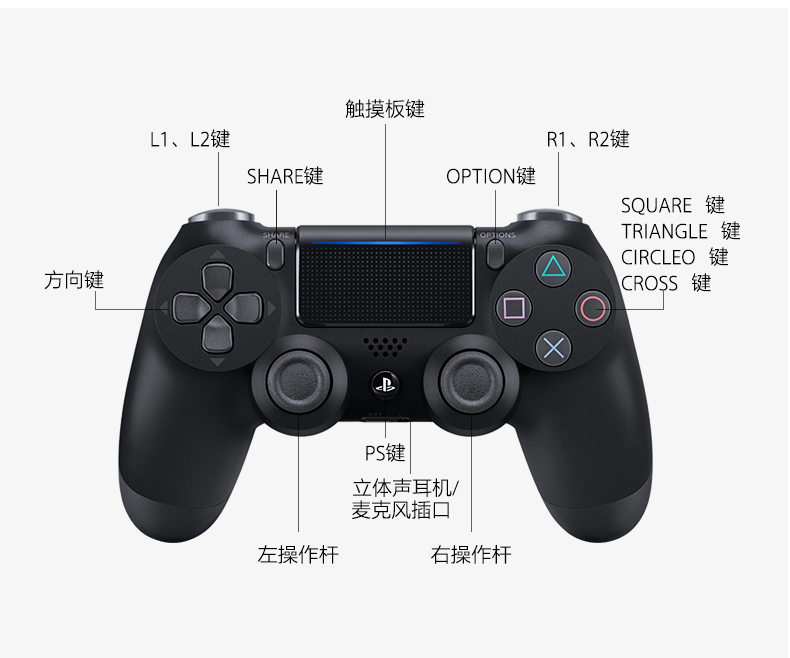 触摸板键
L1、L2键
R1、R2键
SHARE键
OPTION键
SQUARE 键
TRIANGLE 键
CIRCLEO 键
CROSS 键
SHARE
OPTIONS
方向键
PS键
立体声耳机/
麦克风插口
左操作杆
右操作杆